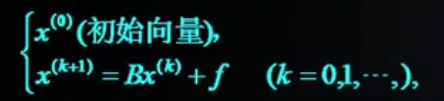 x⁽⁰⁾(初始向量),
x⁽ᵏ⁺¹⁾ = Bx⁽ᵏ⁾ + f (k = 0,1,⋯,),